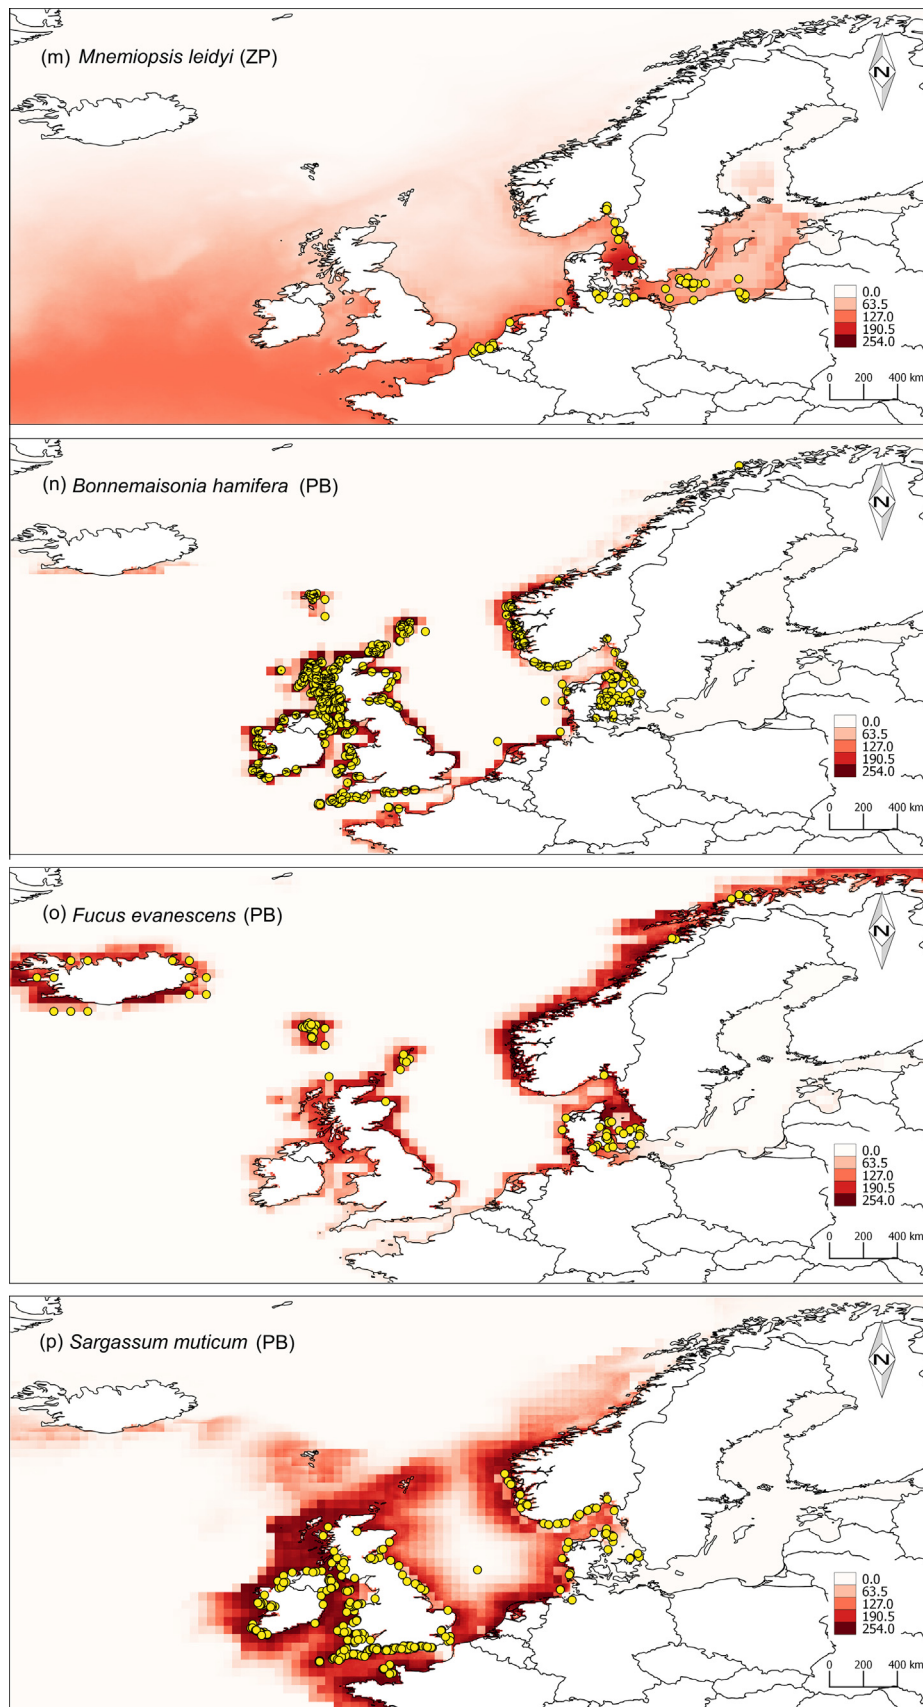 (m) Mnemiopsis leidyi (ZP)
N
0.0
63.5
127.0
190.5
254.0
0 200 400 km
(n) Bonnemaisonia hamifera (PB)
N
0.0
63.5
127.0
190.5
254.0
0 200 400 km
(o) Fucus evanescens (PB)
N
0.0
63.5
127.0
190.5
254.0
0 200 400 km
(p) Sargassum muticum (PB)
N
0.0
63.5
127.0
190.5
254.0
0 200 400 km